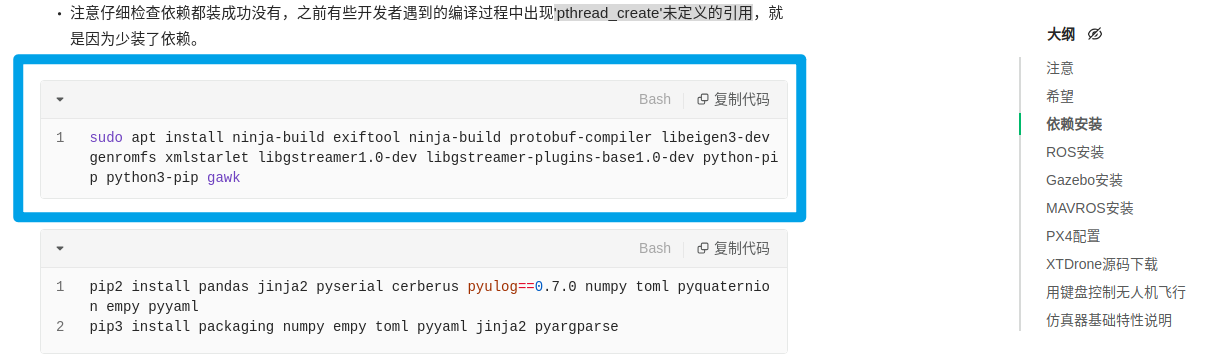 • 注意仔细检查依赖都装成功没有，之前有些开发者遇到的编译过程中出现'pthread_create'未定义的引用，就
是因为少装了依赖。
Bash 复制代码
1 sudo apt install ninja-build exiftool ninja-build protobuf-compiler libeigen3-dev
genromfs xmlstarlet libgstreamer1.0-dev libgstreamer-plugins-base1.0-dev python-pi
p python3-pip gawk
Bash 复制代码
1 pip2 install pandas jinja2 pyserial cerberus pyulog==0.7.0 numpy toml pyquaternio
n empy pyyaml
2 pip3 install packaging numpy empy toml pyyaml jinja2 pyargparse
大纲
注意
希望
依赖安装
ROS安装
Gazebo安装
MAVROS安装
PX4配置
XTDrone源码下载
用键盘控制无人机飞行
仿真器基础特性说明